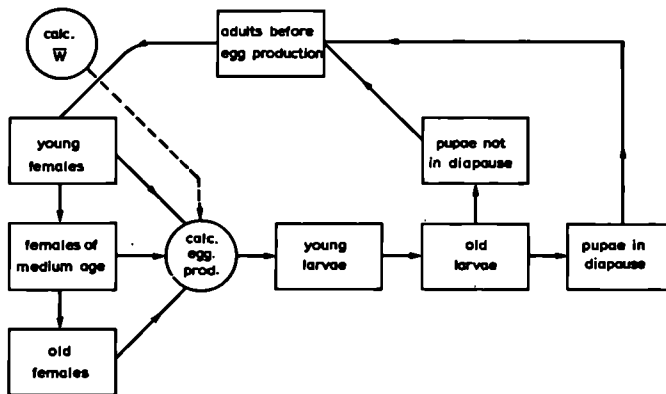 calc.
W̅
adults before
egg production
young
females
pupae not
in diapause
females of
medium age
calc.
egg.
prod.
young
larvae
old
larvae
pupae in
diapause
old
females